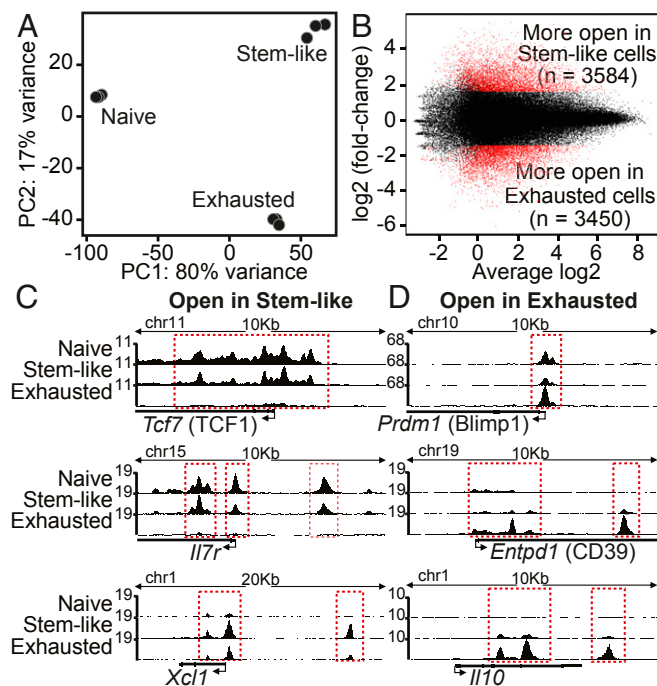 A
PC2: 17% variance
40
20
0
-20
-40
Stem-like
Naive
Exhausted
-100
-50
0
50
PC1: 80% variance
B
log2 (fold-change)
4
2
0
-2
-4
-6
More open in
Stem-like cells
(n = 3584)
More open in
Exhausted cells
(n = 3450)
-2
0
2
4
6
8
Average log2
C
Open in Stem-like
chr11 10Kb
Naive 11
Stem-like 11
Exhausted 11
Tcf7 (TCF1)
chr15 10Kb
Naive 19
Stem-like 19
Exhausted 19
Il7r
chr1 20Kb
Naive 19
Stem-like 19
Exhausted 19
Xcl1
D
Open in Exhausted
chr10 10Kb
68
68
68
Prdm1 (Blimp1)
chr19 10Kb
19
19
19
Entpd1 (CD39)
chr1 10Kb
10
10
10
Il10